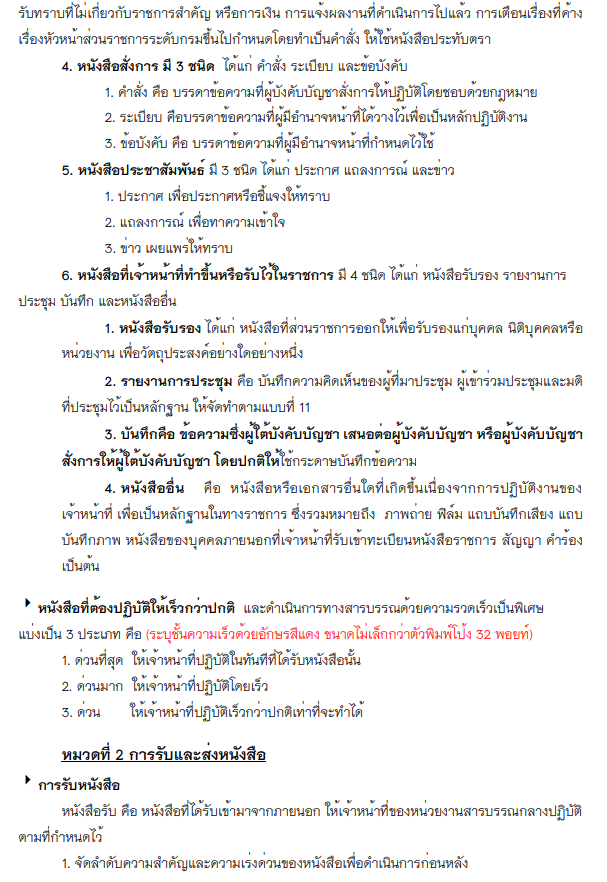 รับทราบที่ไม่เกี่ยวกับราชการสำคัญ หรือการเงิน การแจ้งผลงานที่ดำเนินการไปแล้ว การเตือนเรื่องที่ค้าง
เรื่องหัวหน้าส่วนราชการระดับกรมขึ้นไปกำหนดโดยทำเป็นคำสั่ง ให้ใช้หนังสือประทับตรา
4. หนังสือสั่งการ มี 3 ชนิด ได้แก่ คำสั่ง ระเบียบ และข้อบังคับ
1. คำสั่ง คือ บรรดาข้อความที่ผู้บังคับบัญชาสั่งการให้ปฏิบัติโดยชอบด้วยกฎหมาย
2. ระเบียบ คือบรรดาข้อความที่ผู้มีอำนาจหน้าที่ได้วางไว้เพื่อเป็นหลักปฏิบัติงาน
3. ข้อบังคับ คือ บรรดาข้อความที่ผู้มีอำนาจหน้าที่กำหนดไว้ใช้
5. หนังสือประชาสัมพันธ์ มี 3 ชนิด ได้แก่ ประกาศ แถลงการณ์ และข่าว
1. ประกาศ เพื่อประกาศหรือชี้แจงให้ทราบ
2. แถลงการณ์ เพื่อทาความเข้าใจ
3. ข่าว เผยแพร่ให้ทราบ
6. หนังสือที่เจ้าหน้าที่ทำขึ้นหรือรับไว้ในราชการ มี 4 ชนิด ได้แก่ หนังสือรับรอง รายงานการ
ประชุม บันทึก และหนังสืออื่น
1. หนังสือรับรอง ได้แก่ หนังสือที่ส่วนราชการออกให้เพื่อรับรองแก่บุคคล นิติบุคคลหรือ
หน่วยงาน เพื่อวัตถุประสงค์อย่างใดอย่างหนึ่ง
2. รายงานการประชุม คือ บันทึกความคิดเห็นของผู้ที่มาประชุม ผู้เข้าร่วมประชุมและมติ
ที่ประชุมไว้เป็นหลักฐาน ให้จัดทำตามแบบที่ 11
3. บันทึกคือ ข้อความซึ่งผู้ใต้บังคับบัญชา เสนอต่อผู้บังคับบัญชา หรือผู้บังคับบัญชา
สั่งการให้ผู้ใต้บังคับบัญชา โดยปกติให้ใช้กระดาษบันทึกข้อความ
4. หนังสืออื่น คือ หนังสือหรือเอกสารอื่นใดที่เกิดขึ้นเนื่องจากการปฏิบัติงานของ
เจ้าหน้าที่ เพื่อเป็นหลักฐานในทางราชการ ซึ่งรวมหมายถึง ภาพถ่าย ฟิล์ม แถบบันทึกเสียง แถบ
บันทึกภาพ หนังสือของบุคคลภายนอกที่เจ้าหน้าที่รับเข้าทะเบียนหนังสือราชการ สัญญา คำร้อง
เป็นต้น
หนังสือที่ต้องปฏิบัติให้เร็วกว่าปกติ และดำเนินการทางสารบรรณด้วยความรวดเร็วเป็นพิเศษ
แบ่งเป็น 3 ประเภท คือ (ระบุชั้นความเร็วด้วยอักษรสีแดง ขนาดไม่เล็กกว่าตัวพิมพ์โป้ง 32 พอยท์)
1. ด่วนที่สุด ให้เจ้าหน้าที่ปฏิบัติในทันทีที่ได้รับหนังสือนั้น
2. ด่วนมาก ให้เจ้าหน้าที่ปฏิบัติโดยเร็ว
3. ด่วน ให้เจ้าหน้าที่ปฏิบัติเร็วกว่าปกติเท่าที่จะทำได้
หมวดที่ 2 การรับและส่งหนังสือ
การรับหนังสือ
หนังสือรับ คือ หนังสือที่ได้รับเข้ามาจากภายนอก ให้เจ้าหน้าที่ของหน่วยงานสารบรรณกลางปฏิบัติ
ตามที่กำหนดไว้
1. จัดลำดับความสำคัญและความเร่งด่วนของหนังสือเพื่อดำเนินการก่อนหลัง